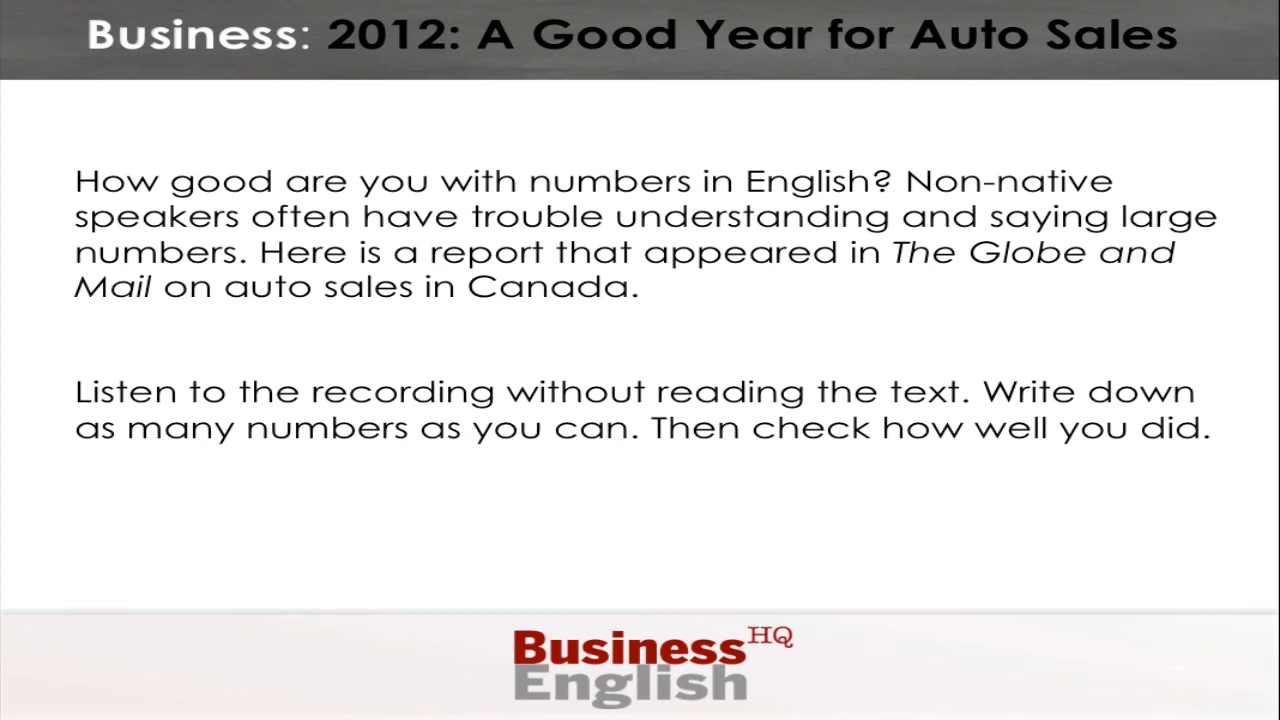 Business: 2012: A Good Year for Auto Sales
How good are you with numbers in English? Non-native
speakers often have trouble understanding and saying large
numbers. Here is a report that appeared in The Globe and
Mail on auto sales in Canada.
Listen to the recording without reading the text. Write down
as many numbers as you can. Then check how well you did.
Business HQ
English